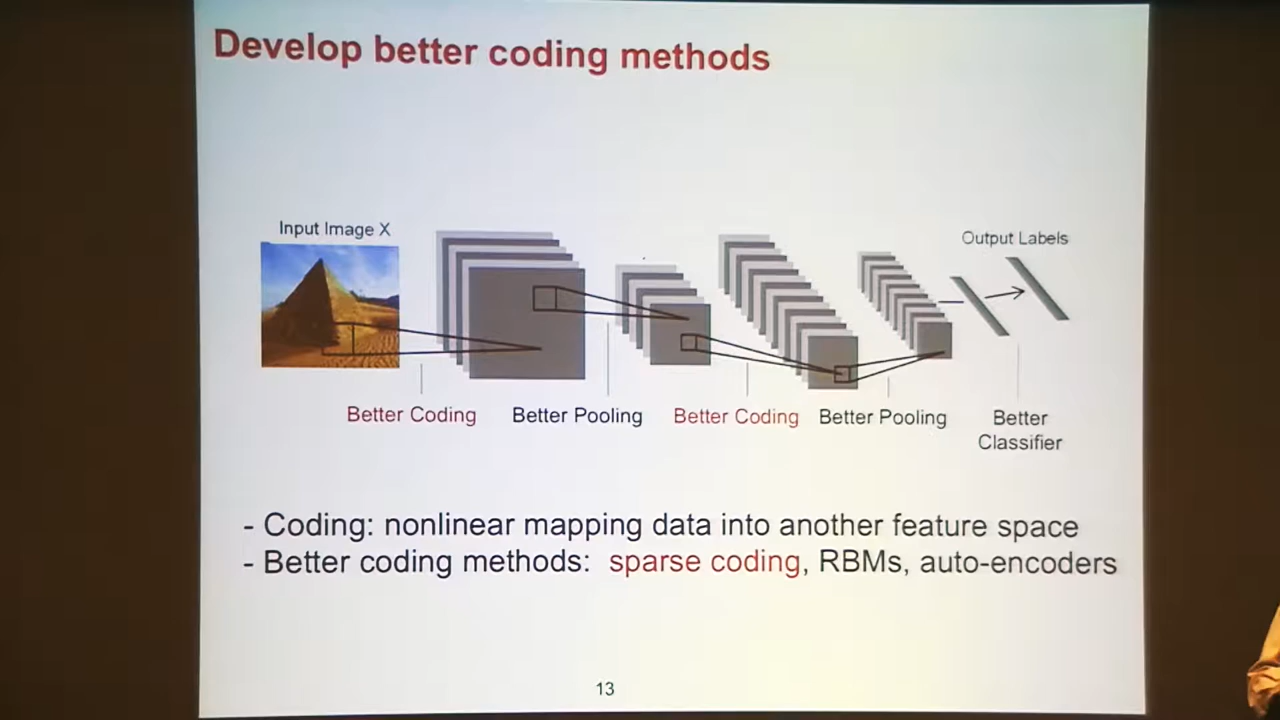 Develop better coding methods
Input Image X
Output Labels
Better Coding
Better Pooling
Better Coding
Better Pooling
Better
Classifier
- Coding: nonlinear mapping data into another feature space
- Better coding methods: sparse coding, RBMs, auto-encoders
13